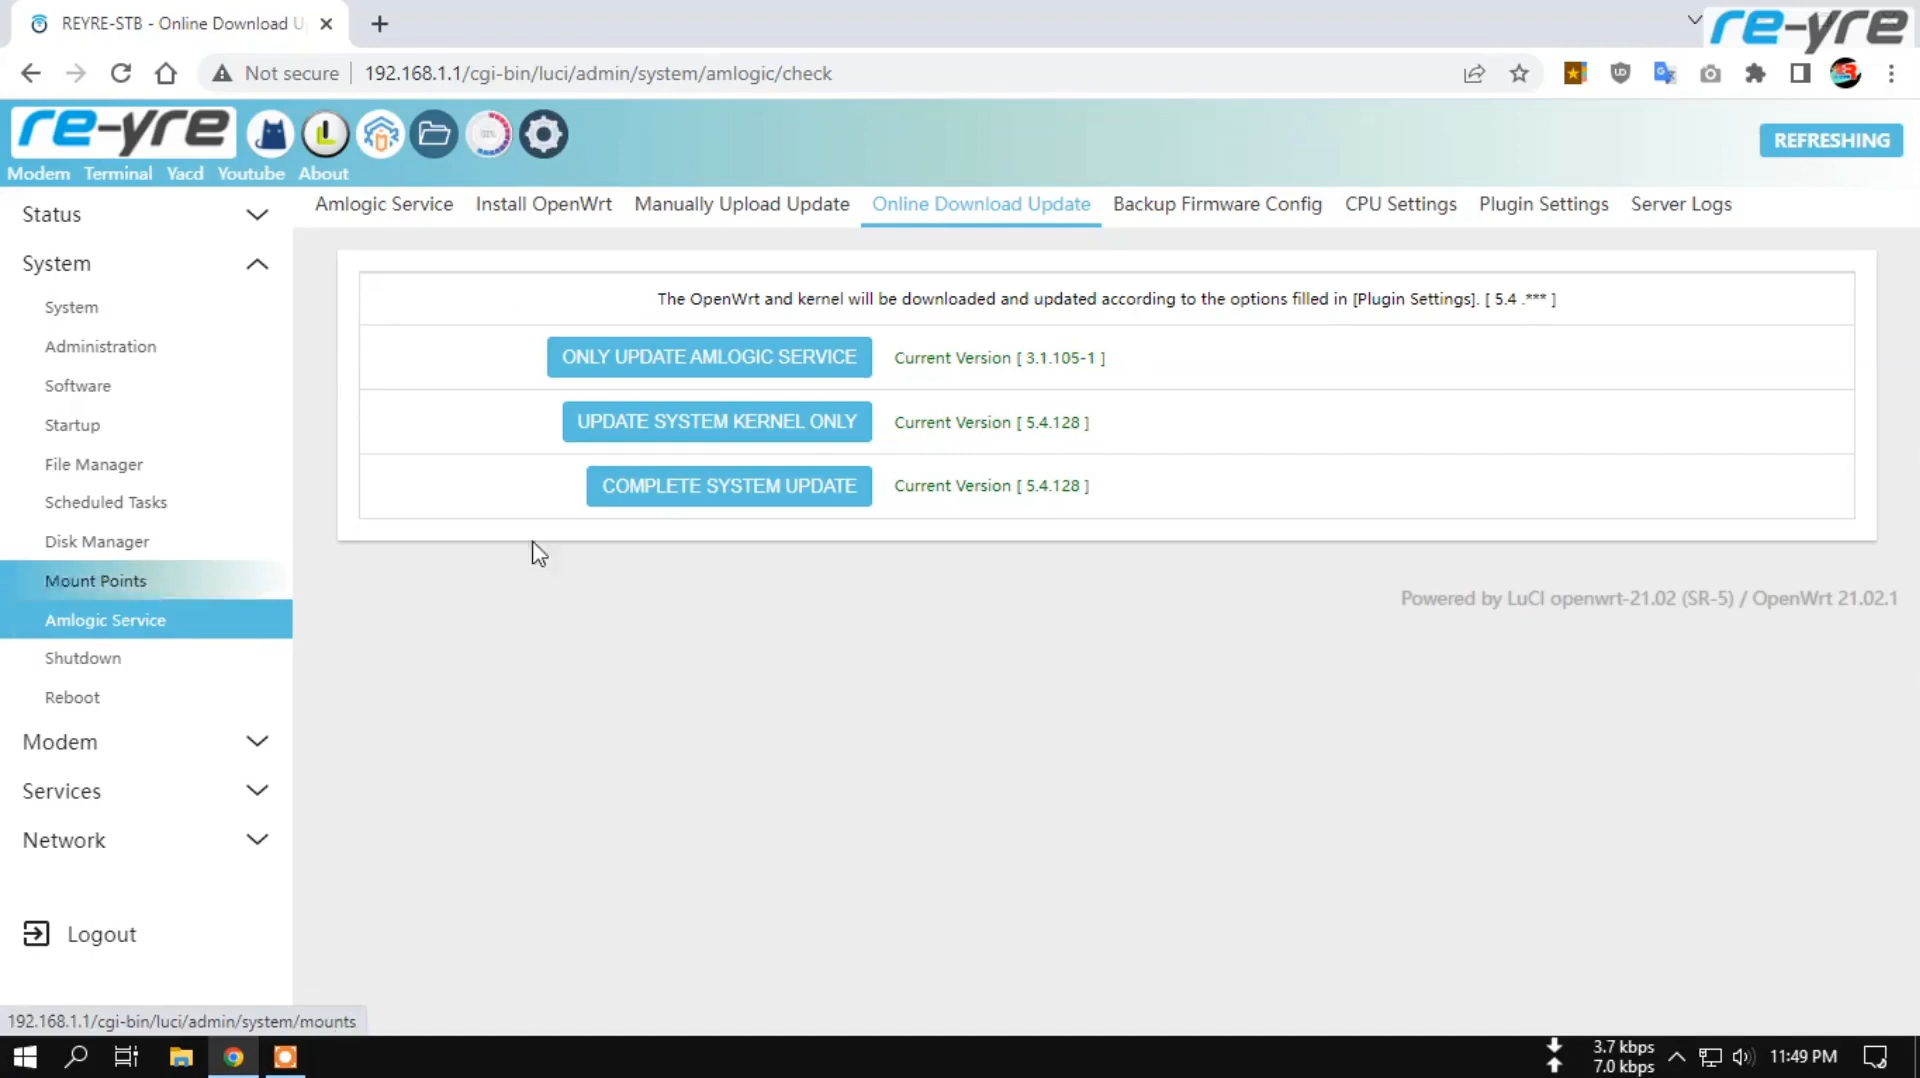 REYRE-STB - Online Download U
re-yre
Not secure
192.168.1.1/cgi-bin/luci/admin/system/amlogic/check
re-yre
REFRESHING
Modem Terminal Yacd Youtube About
Status
System
System
Administration
Software
Startup
File Manager
Scheduled Tasks
Disk Manager
Mount Points
Amlogic Service
Shutdown
Reboot
Modem
Services
Network
Logout
Amlogic Service Install OpenWrt Manually Upload Update Online Download Update Backup Firmware Config CPU Settings Plugin Settings Server Logs
The OpenWrt and kernel will be downloaded and updated according to the options filled in [Plugin Settings]. [ 5.4 .*** ]
ONLY UPDATE AMLOGIC SERVICE Current Version [ 3.1.105-1 ]
UPDATE SYSTEM KERNEL ONLY Current Version [ 5.4.128 ]
COMPLETE SYSTEM UPDATE Current Version [ 5.4.128 ]
Powered by LuCI openwrt-21.02 (SR-5) / OpenWrt 21.02.1
192.168.1.1/cgi-bin/luci/admin/system/mounts
3.7 kbps
7.0 kbps
11:49 PM